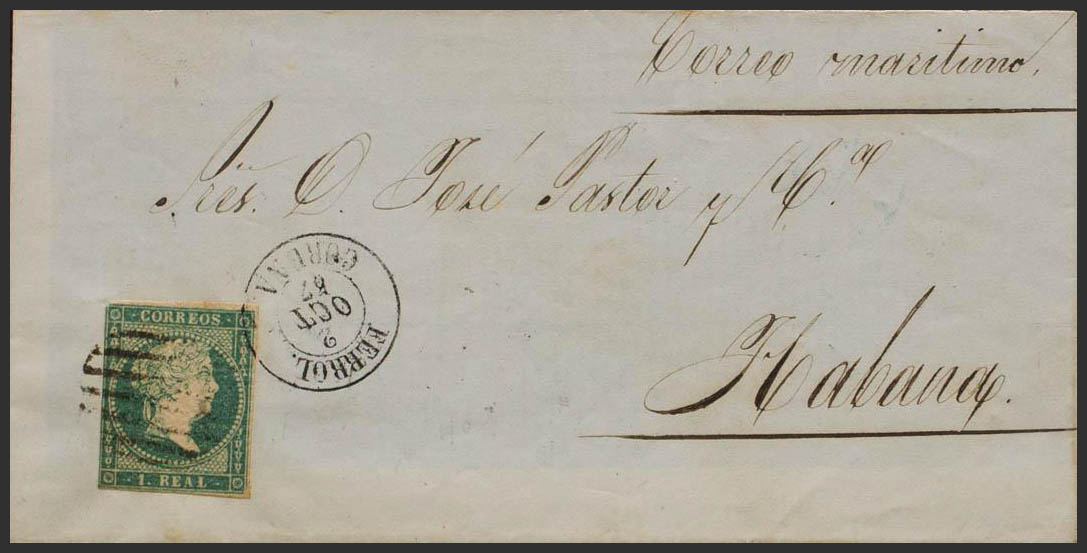 Correo maritimo.
Sres. D. José Pastor y Cª
Habana.
FERROL.
2
OCT
57
CORUÑA
CORREOS
1. REAL